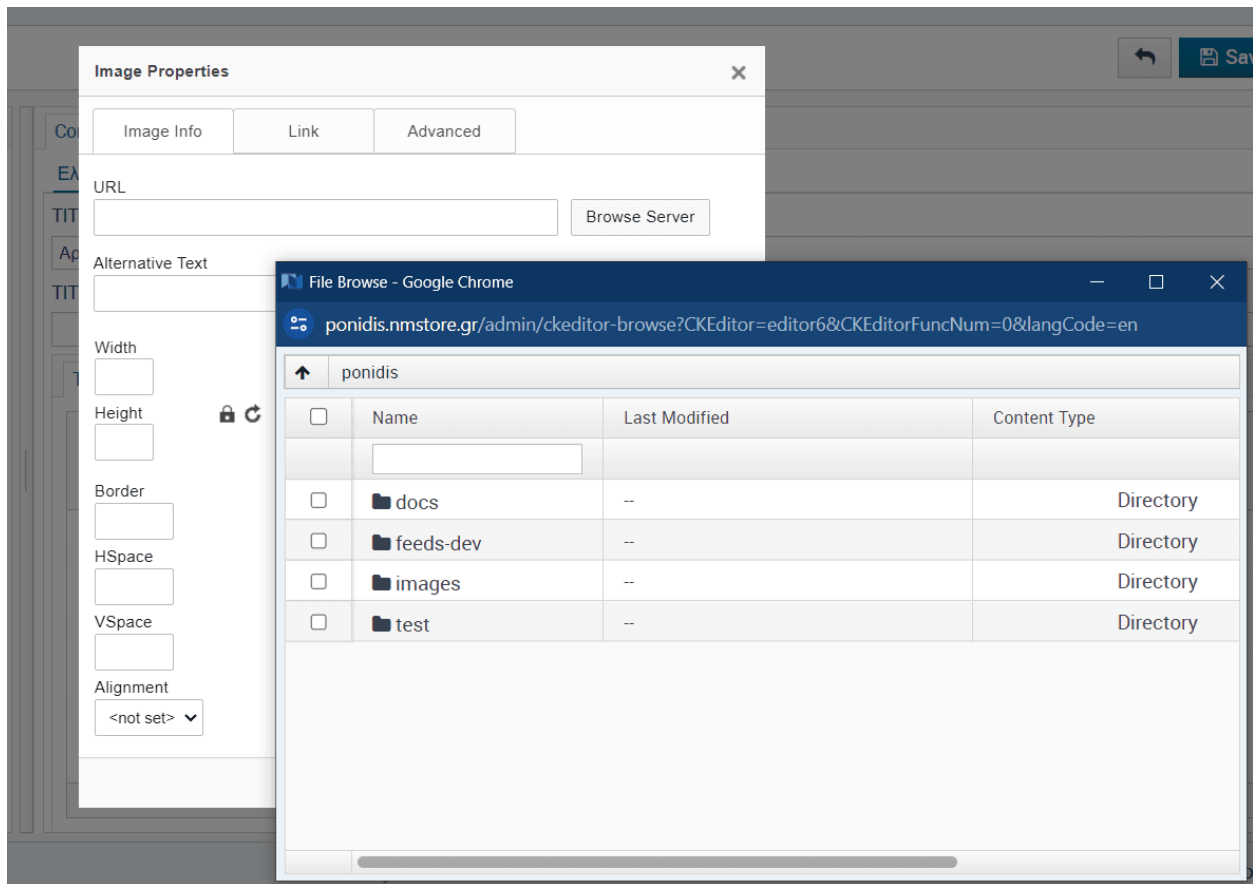 Image Properties
Image Info
Link
Advanced
URL
Browse Server
Alternative Text
Width
Height
Border
HSpace
VSpace
Alignment
<not set>
File Browse - Google Chrome
ponidis.nmstore.gr/admin/ckeditor-browse?CKEditor=editor6&CKEditorFuncNum=0&langCode=en
ponidis
Name Last Modified Content Type
docs -- Directory
feeds-dev -- Directory
images -- Directory
test -- Directory